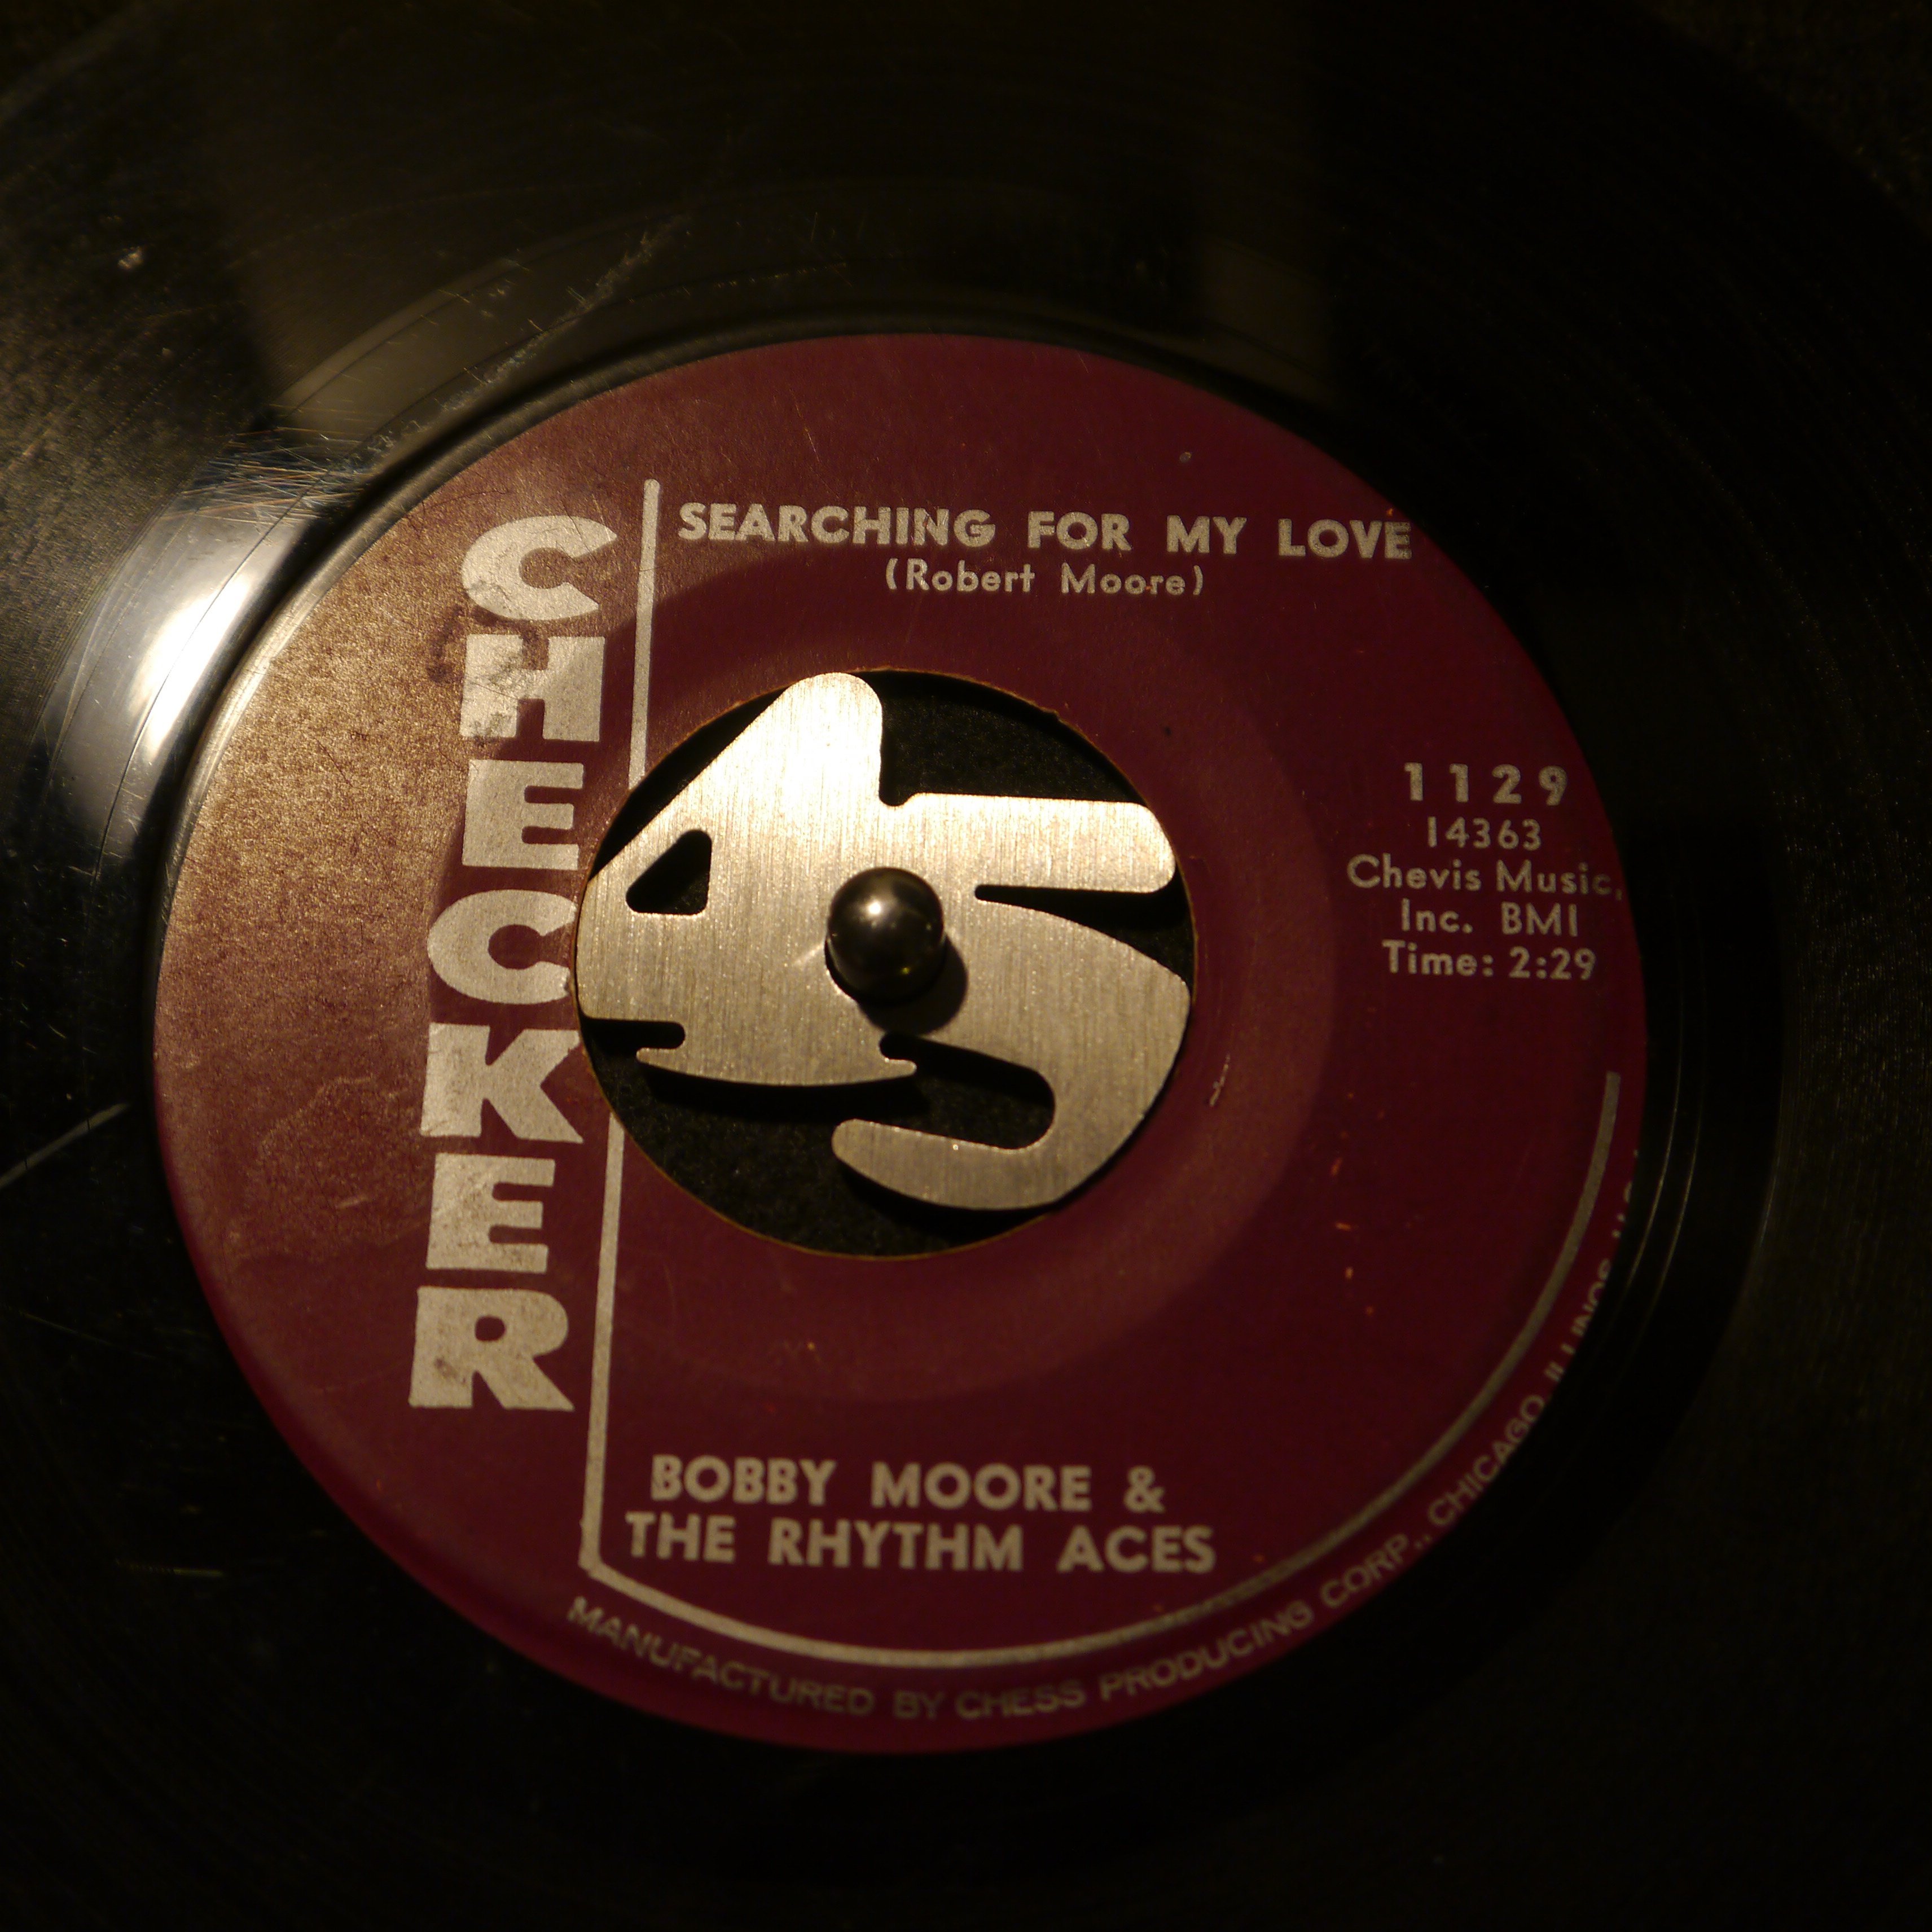 CHECKER
SEARCHING FOR MY LOVE
(Robert Moore)
1129
14363
Chevis Music,
Inc. BMI
Time: 2:29
45
BOBBY MOORE &
THE RHYTHM ACES
MANUFACTURED BY CHESS PRODUCING CORP., CHICAGO, ILLINOIS